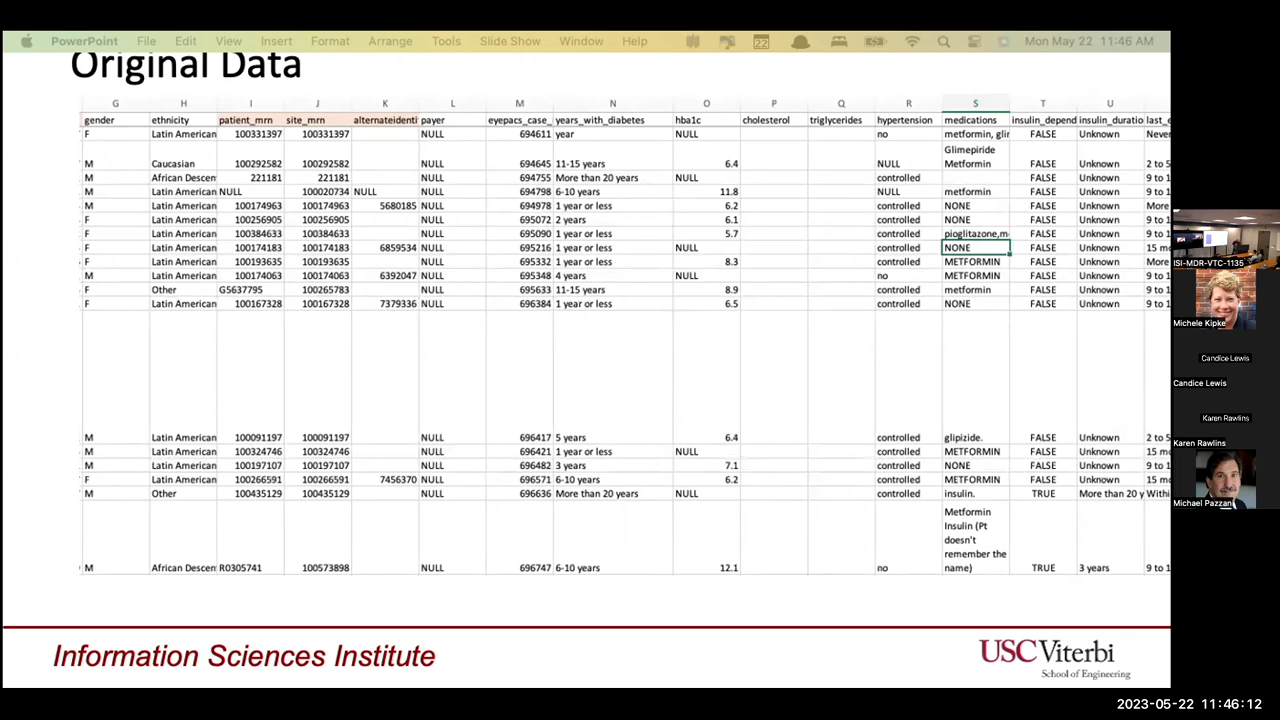 PowerPoint File Edit View Insert Format Arrange Tools Slide Show Window Help 22 Mon May 22 11:46 AM
Original Data
G H I J K L M N O P Q R S T U
gender ethnicity patient_mrn site_mrn alternateidenti payer eyepacs_case_ years_with_diabetes hba1c cholesterol triglycerides hypertension medications insulin_depend insulin_duratio last_e
F Latin American 100331397 100331397 NULL 694611 year NULL no metformin, glir FALSE Unknown Never
Glimepiride
M Caucasian 100292582 100292582 NULL 694645 11-15 years 6.4 NULL Metformin FALSE Unknown 2 to 5
M African Descen 221181 221181 NULL 694755 More than 20 years NULL controlled FALSE Unknown 9 to 1
M Latin American NULL 100020734 NULL NULL 694798 6-10 years 11.8 NULL metformin FALSE Unknown 9 to 1
M Latin American 100174963 100174963 5680185 NULL 694978 1 year or less 6.2 controlled NONE FALSE Unknown More
F Latin American 100256905 100256905 NULL 695072 2 years 6.1 controlled NONE FALSE Unknown 9 to 1
F Latin American 100384633 100384633 NULL 695090 1 year or less 5.7 controlled pioglitazone,m FALSE Unknown 9 to 1
F Latin American 100174183 100174183 6859534 NULL 695216 1 year or less NULL controlled NONE FALSE Unknown 15 m
F Latin American 100193635 100193635 NULL 695332 1 year or less 8.3 controlled METFORMIN FALSE Unknown More
M Latin American 100174063 100174063 6392047 NULL 695348 4 years NULL no METFORMIN FALSE Unknown 9 to 1
F Other G5637795 100265783 NULL 695633 11-15 years 8.9 controlled metformin FALSE Unknown 9 to 1
F Latin American 100167328 100167328 7379336 NULL 696384 1 year or less 6.5 controlled NONE FALSE Unknown 9 to 1
M Latin American 100091197 100091197 NULL 696417 5 years 6.4 controlled glipizide. FALSE Unknown 2 to 5
M Latin American 100324746 100324746 NULL 696421 1 year or less NULL controlled METFORMIN FALSE Unknown 15 m
M Latin American 100197107 100197107 NULL 696482 3 years 7.1 controlled NONE FALSE Unknown 9 to 1
F Latin American 100266591 100266591 7456370 NULL 696571 6-10 years 6.2 controlled METFORMIN FALSE Unknown 15 m
M Other 100435129 100435129 NULL 696636 More than 20 years NULL controlled insulin. TRUE More than 20 y Withi
Metformin
Insulin (Pt
doesn't
remember the
M African Descen R0305741 100573898 NULL 696747 6-10 years 12.1 no name) TRUE 3 years 9 to 1
Information Sciences Institute
USC Viterbi
School of Engineering
ISI-MDR-VTC-1135
Michele Kipke
Candice Lewis
Candice Lewis
Karen Rawlins
Karen Rawlins
Michael Pazzani
2023-05-22 11:46:12